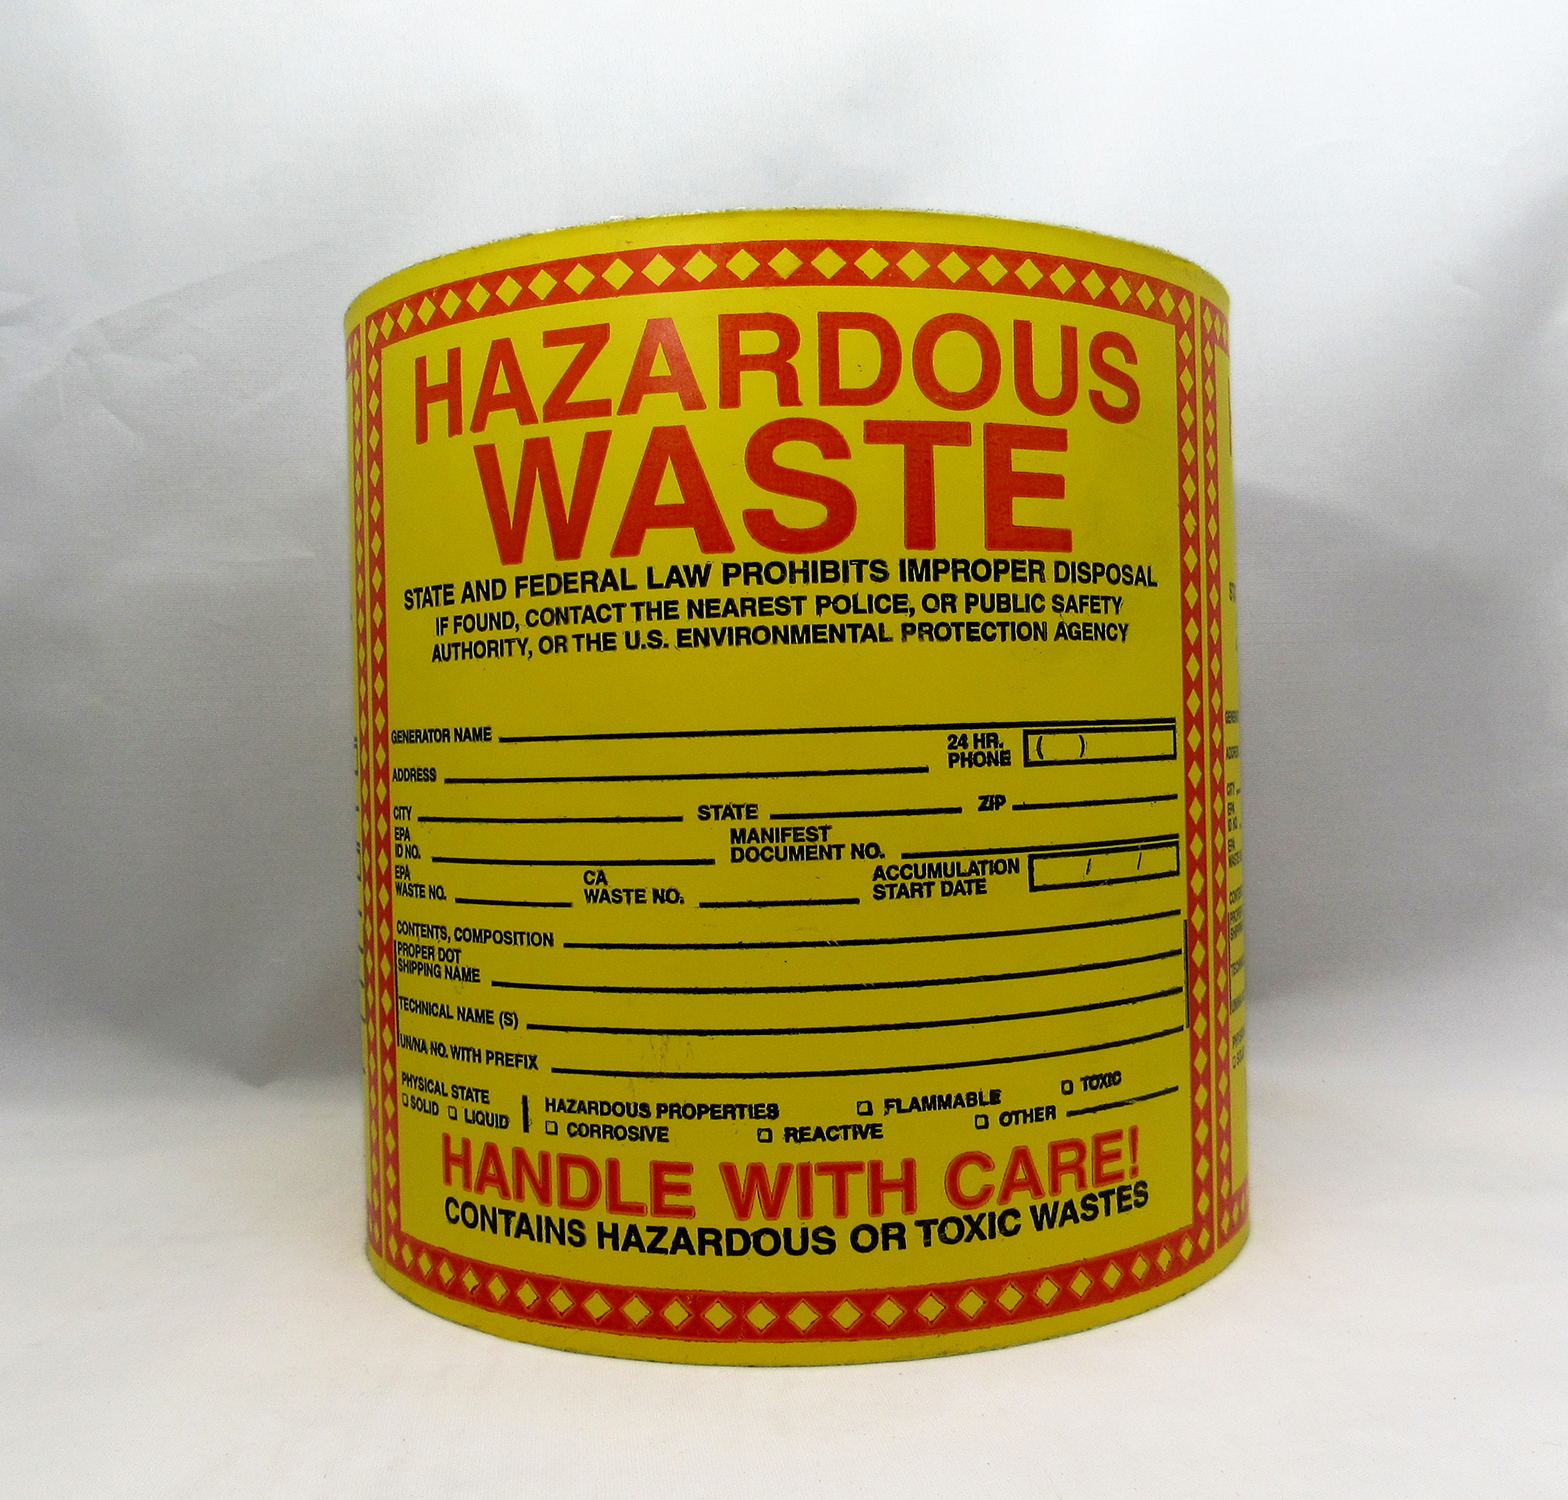 HAZARDOUS
WASTE
STATE AND FEDERAL LAW PROHIBITS IMPROPER DISPOSAL
IF FOUND, CONTACT THE NEAREST POLICE, OR PUBLIC SAFETY
AUTHORITY, OR THE U.S. ENVIRONMENTAL PROTECTION AGENCY
GENERATOR NAME
24 HR.
PHONE ( )
ADDRESS
CITY STATE ZIP
EPA
ID NO.
MANIFEST
DOCUMENT NO.
EPA
WASTE NO.
CA
WASTE NO.
ACCUMULATION
START DATE / /
CONTENTS, COMPOSITION
PROPER DOT
SHIPPING NAME
TECHNICAL NAME (S)
UN/NA NO. WITH PREFIX
PHYSICAL STATE
☐ SOLID ☐ LIQUID
HAZARDOUS PROPERTIES ☐ FLAMMABLE ☐ TOXIC
☐ CORROSIVE ☐ REACTIVE ☐ OTHER
HANDLE WITH CARE!
CONTAINS HAZARDOUS OR TOXIC WASTES